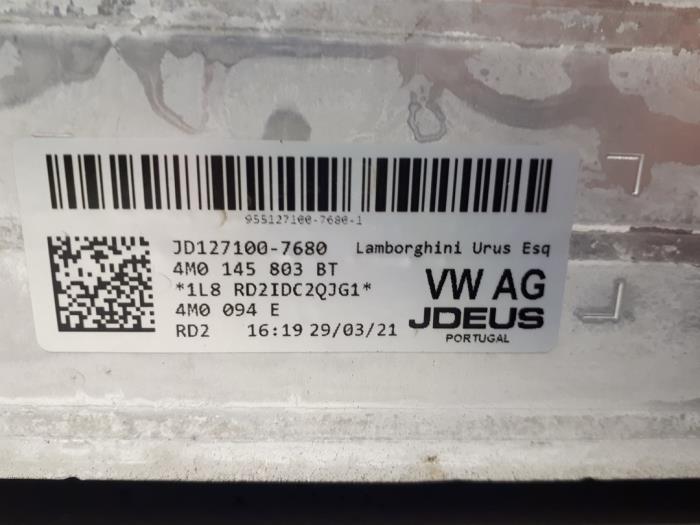 955127100-7680-1
JD127100-7680 Lamborghini Urus Esq
4M0 145 803 BT
*1L8 RD2IDC2QJG1*
4M0 094 E
RD2 16:19 29/03/21
VW AG
JDEUS
PORTUGAL